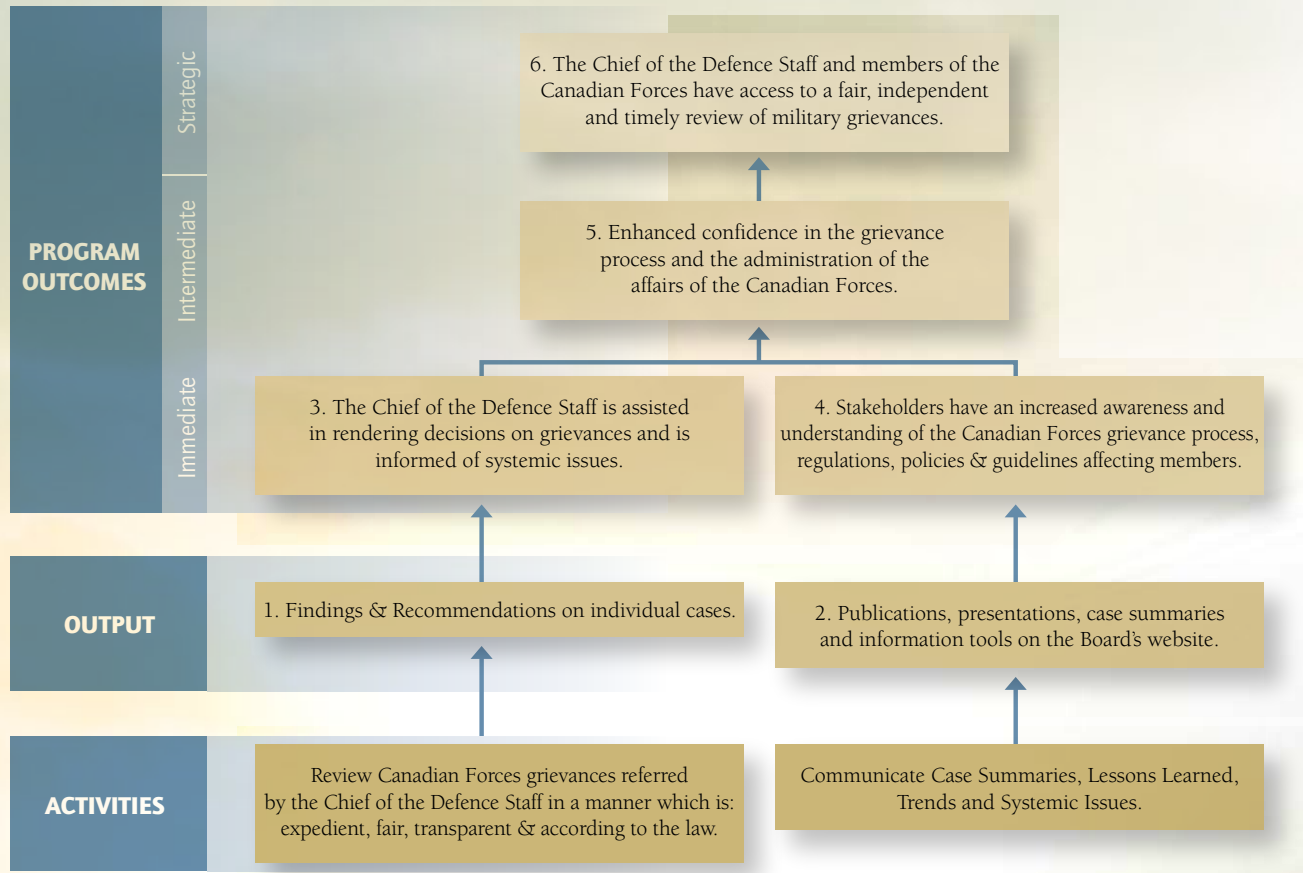 Strategic
6. The Chief of the Defence Staff and members of the
Canadian Forces have access to a fair, independent
and timely review of military grievances.
PROGRAM
OUTCOMES
Intermediate
5. Enhanced confidence in the grievance
process and the administration of the
affairs of the Canadian Forces.
Immediate
3. The Chief of the Defence Staff is assisted
in rendering decisions on grievances and is
informed of systemic issues.
4. Stakeholders have an increased awareness and
understanding of the Canadian Forces grievance process,
regulations, policies & guidelines affecting members.
OUTPUT
1. Findings & Recommendations on individual cases.
2. Publications, presentations, case summaries
and information tools on the Board's website.
ACTIVITIES
Review Canadian Forces grievances referred
by the Chief of the Defence Staff in a manner which is:
expedient, fair, transparent & according to the law.
Communicate Case Summaries, Lessons Learned,
Trends and Systemic Issues.